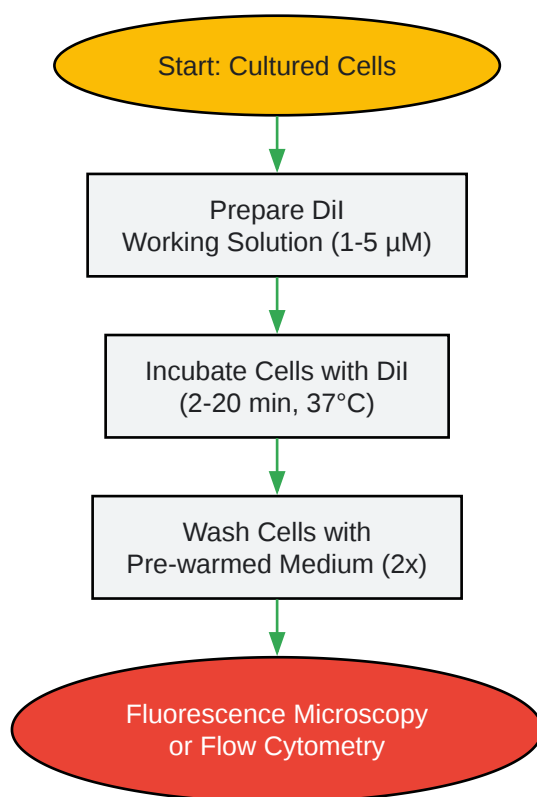 Start: Cultured Cells
Prepare DiI
Working Solution (1-5 µM)
Incubate Cells with DiI
(2-20 min, 37°C)
Wash Cells with
Pre-warmed Medium (2x)
Fluorescence Microscopy
or Flow Cytometry